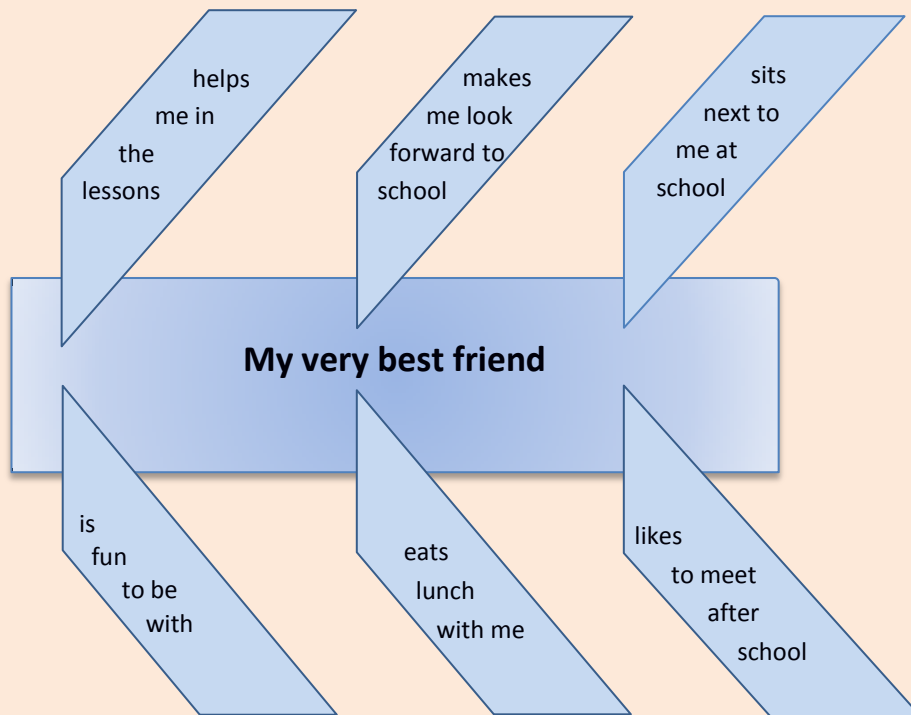 helps
me in
the
lessons
makes
me look
forward to
school
sits
next to
me at
school
My very best friend
is
fun
to be
with
eats
lunch
with me
likes
to meet
after
school